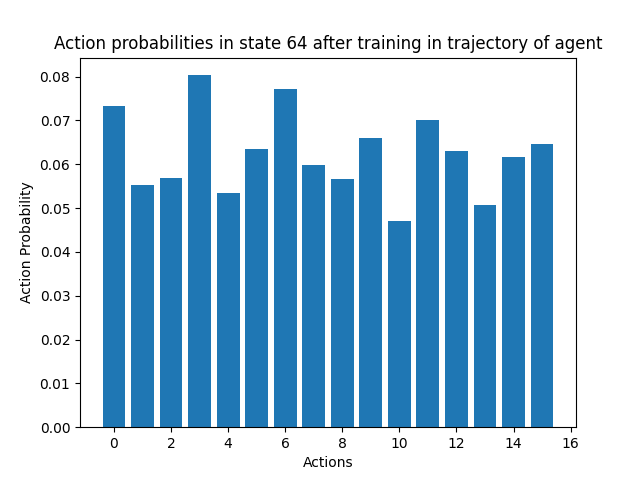 Action probabilities in state 64 after training in trajectory of agent
0.08
0.07
0.06
0.05
0.04
0.03
0.02
0.01
0.00
Action Probability
0 2 4 6 8 10 12 14 16
Actions